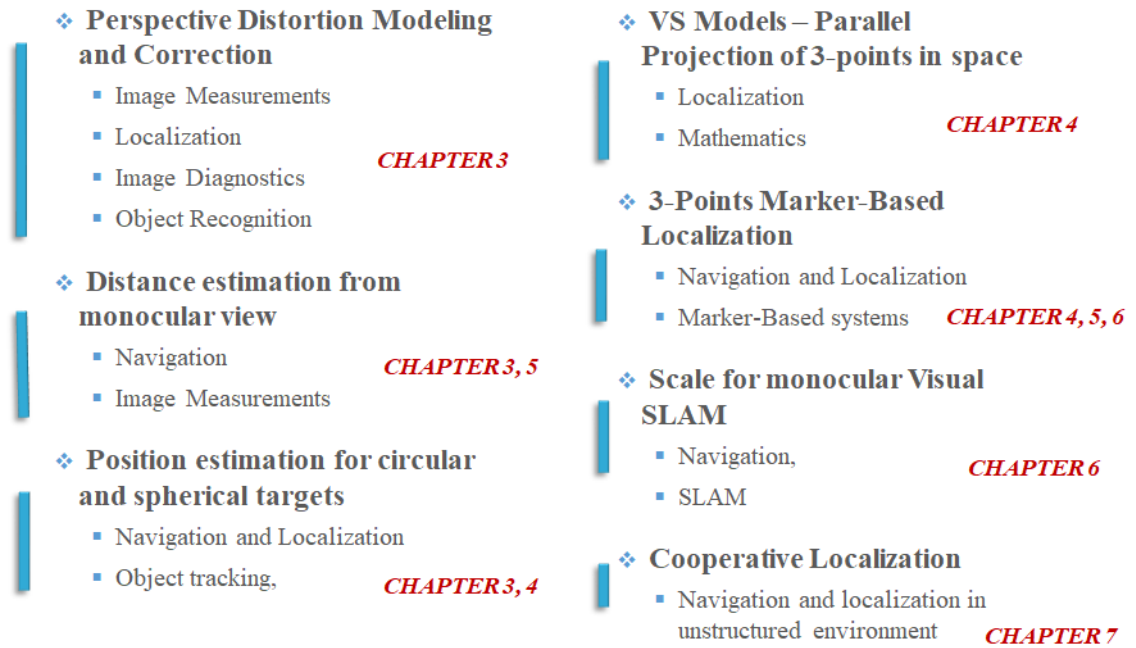 ❖ Perspective Distortion Modeling
and Correction
▪ Image Measurements
▪ Localization
▪ Image Diagnostics
▪ Object Recognition
CHAPTER 3
❖ Distance estimation from
monocular view
▪ Navigation
▪ Image Measurements
CHAPTER 3, 5
❖ Position estimation for circular
and spherical targets
▪ Navigation and Localization
▪ Object tracking,
CHAPTER 3, 4
❖ VS Models – Parallel
Projection of 3-points in space
▪ Localization
▪ Mathematics
CHAPTER 4
❖ 3-Points Marker-Based
Localization
▪ Navigation and Localization
▪ Marker-Based systems
CHAPTER 4, 5, 6
❖ Scale for monocular Visual
SLAM
▪ Navigation,
▪ SLAM
CHAPTER 6
❖ Cooperative Localization
▪ Navigation and localization in
unstructured environment
CHAPTER 7